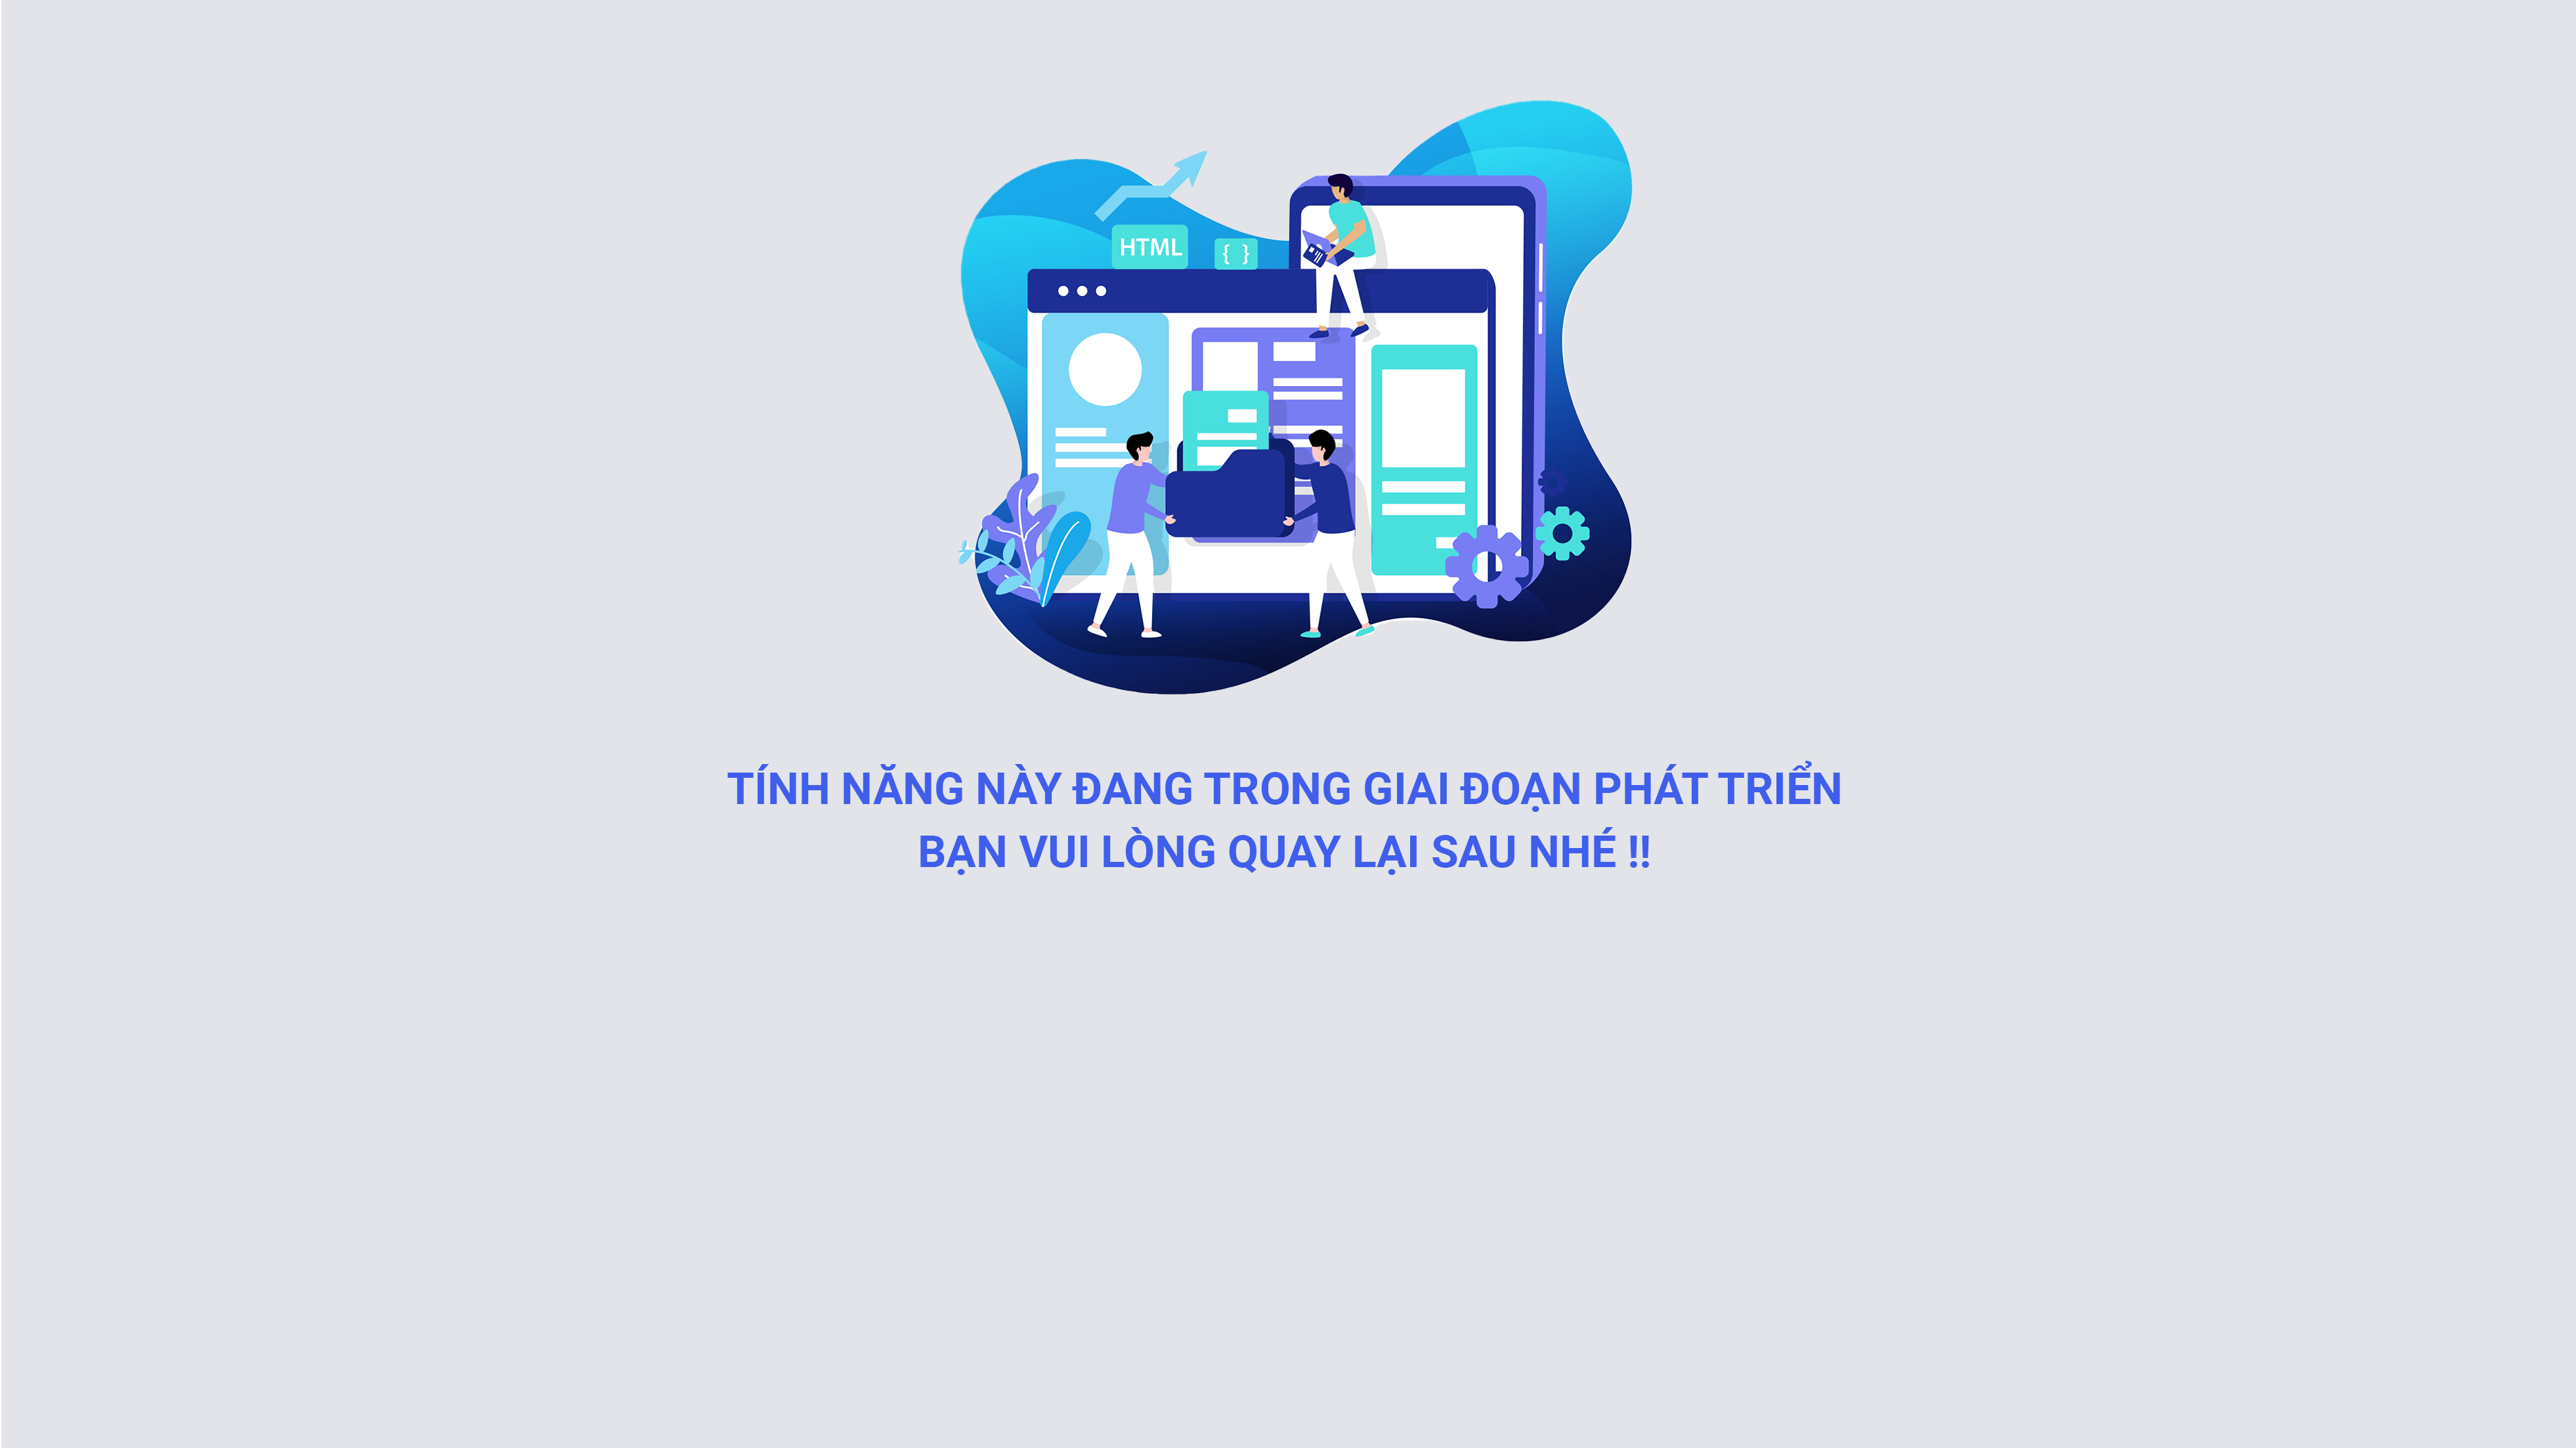 HTML
{ }
TÍNH NĂNG NÀY ĐANG TRONG GIAI ĐOẠN PHÁT TRIỂN
BẠN VUI LÒNG QUAY LẠI SAU NHÉ !!